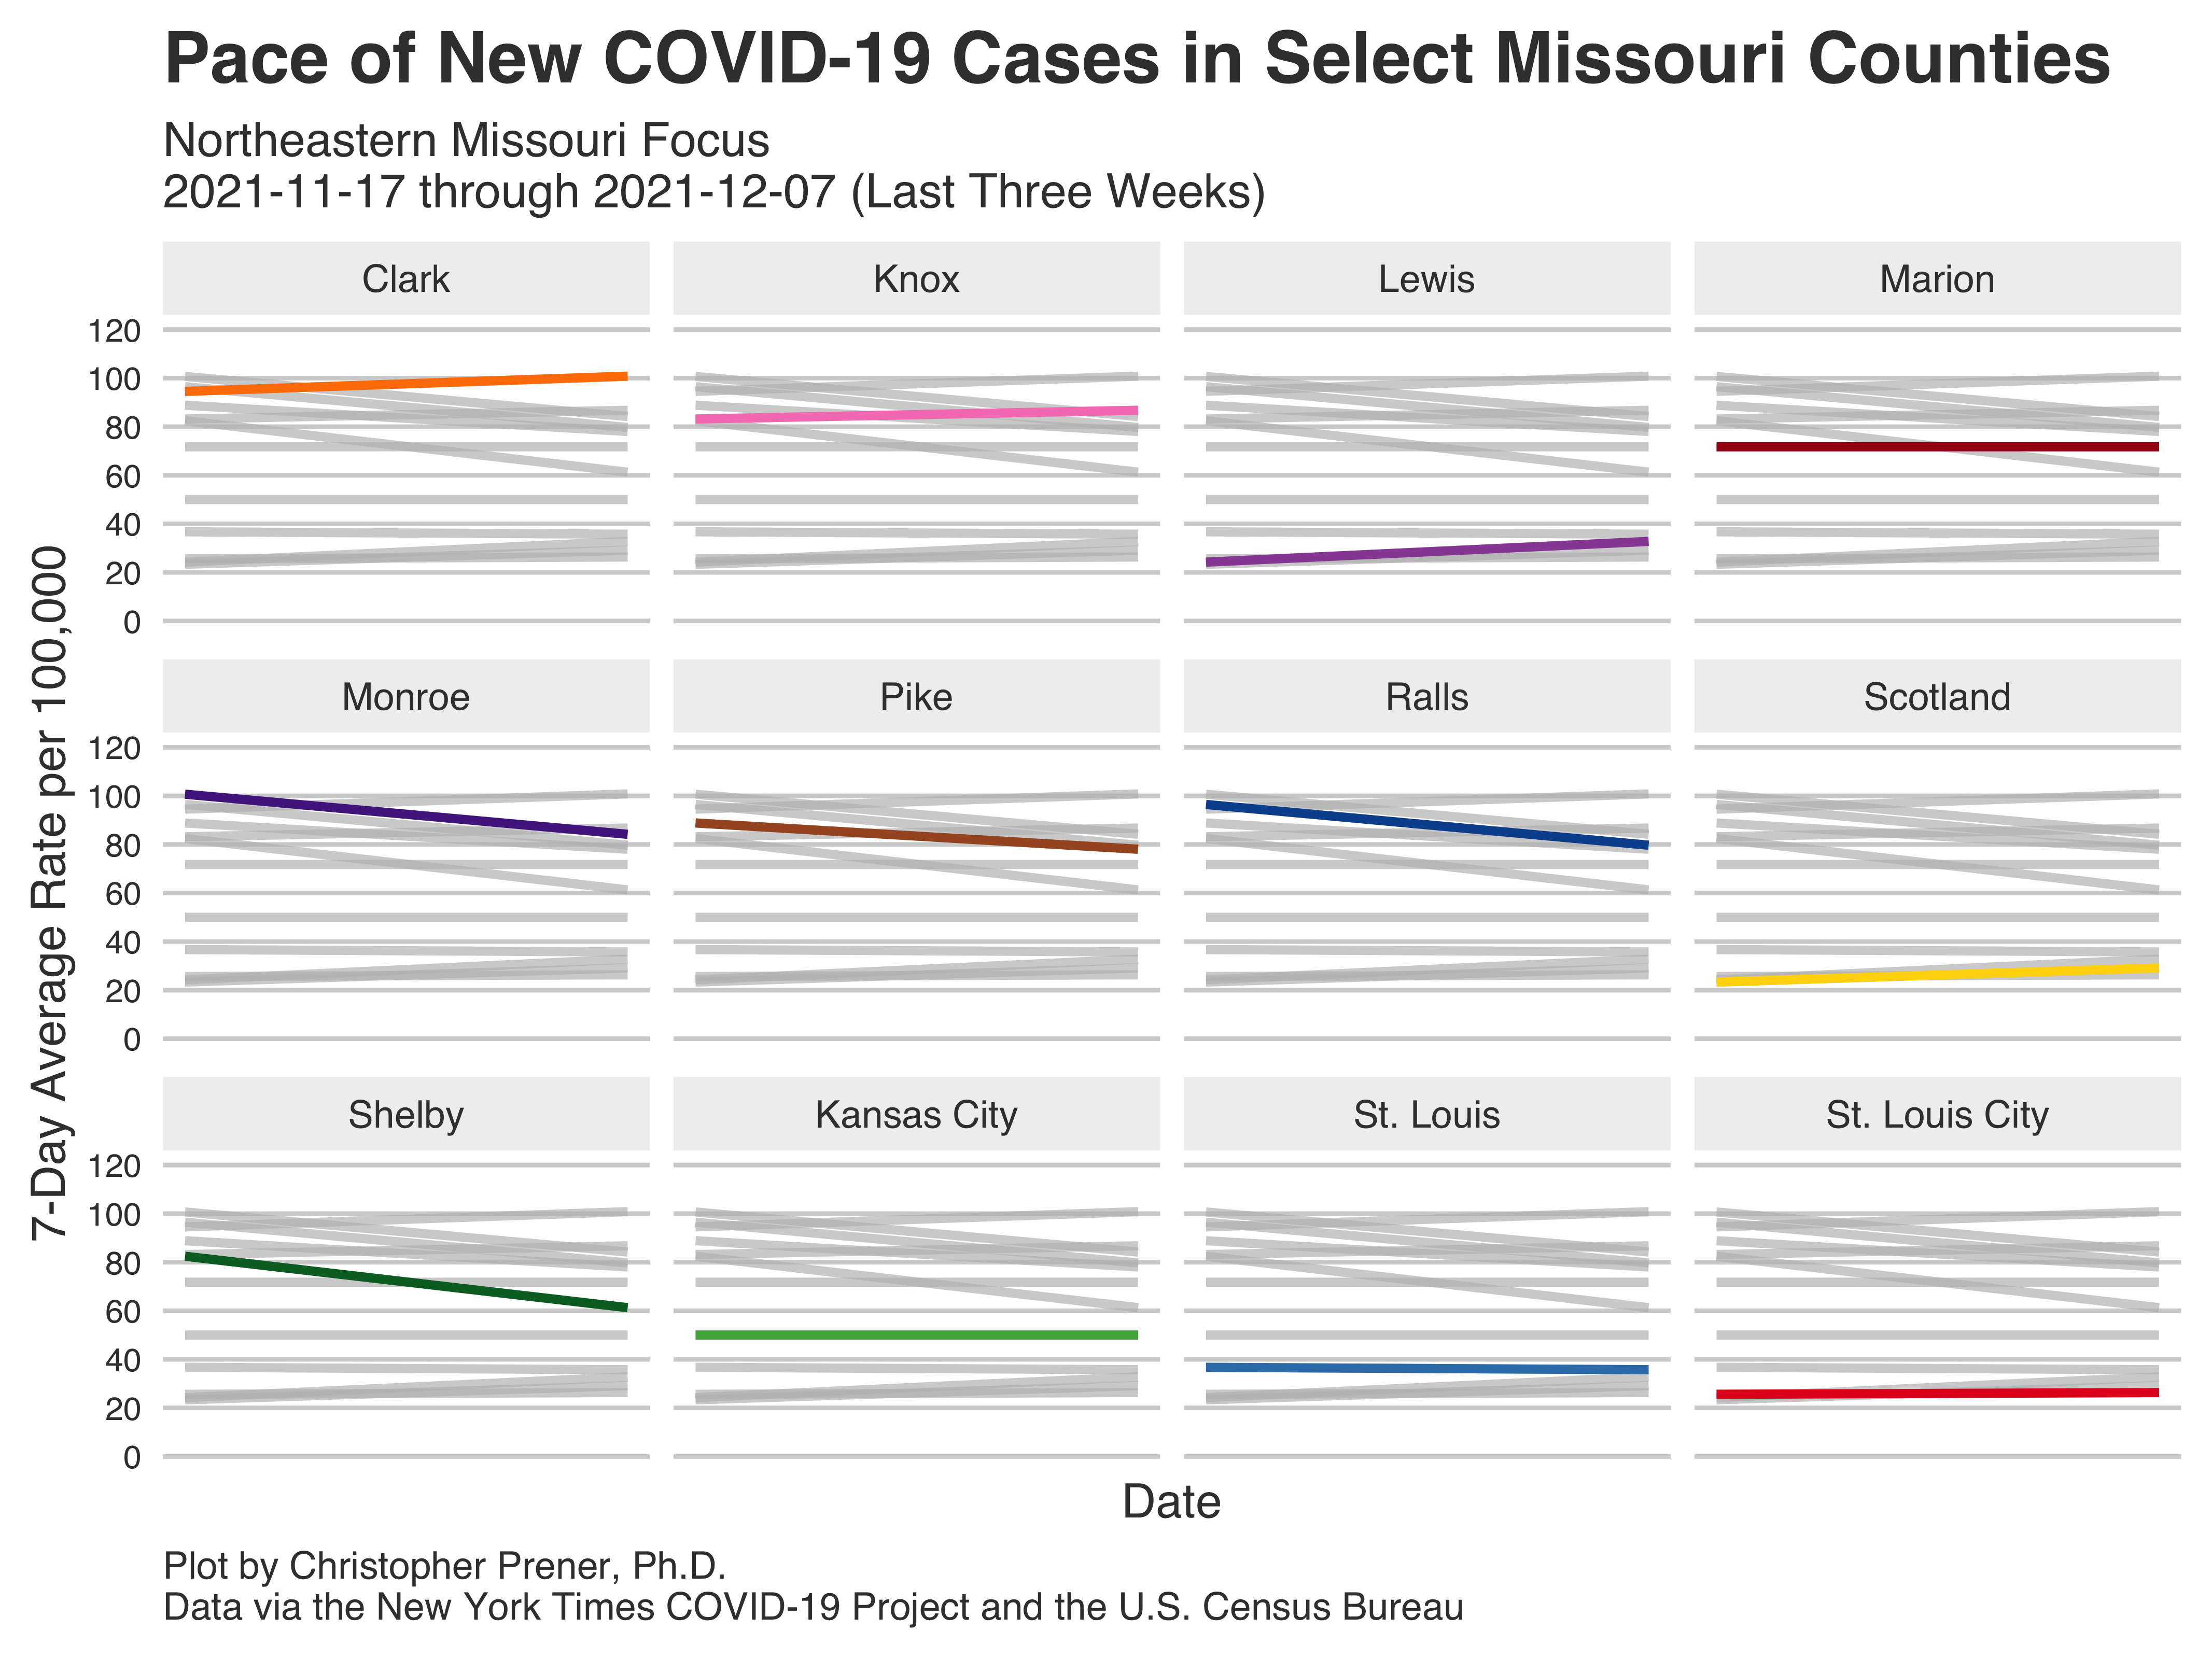 Pace of New COVID-19 Cases in Select Missouri Counties
Northeastern Missouri Focus
2021-11-17 through 2021-12-07 (Last Three Weeks)
7-Day Average Rate per 100,000
Clark
Knox
Lewis
Marion
120
100
80
60
40
20
0
Monroe
Pike
Ralls
Scotland
120
100
80
60
40
20
0
Shelby
Kansas City
St. Louis
St. Louis City
120
100
80
60
40
20
0
Date
Plot by Christopher Prener, Ph.D.
Data via the New York Times COVID-19 Project and the U.S. Census Bureau